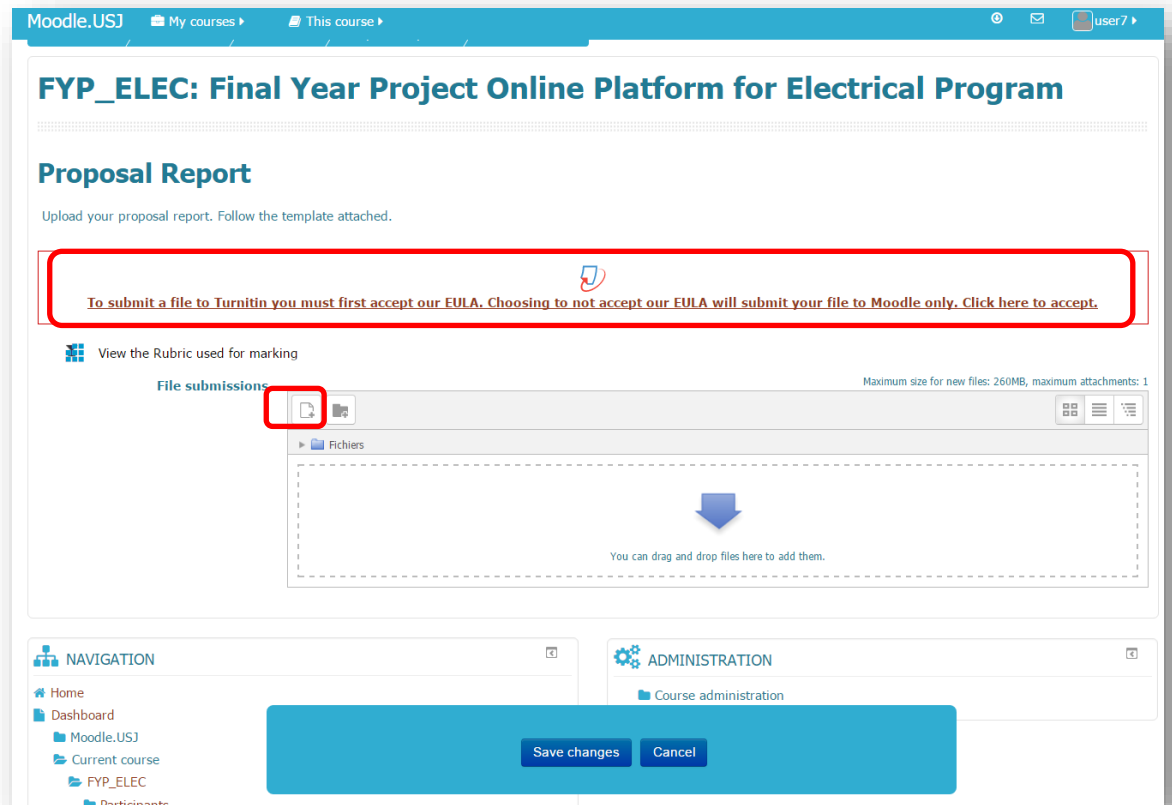 Moodle.USJ My courses This course user7
FYP_ELEC: Final Year Project Online Platform for Electrical Program
Proposal Report
Upload your proposal report. Follow the template attached.
To submit a file to Turnitin you must first accept our EULA. Choosing to not accept our EULA will submit your file to Moodle only. Click here to accept.
View the Rubric used for marking
File submissions
Maximum size for new files: 260MB, maximum attachments: 1
Fichiers
You can drag and drop files here to add them.
NAVIGATION
Home
Dashboard
Moodle.USJ
Current course
FYP_ELEC
Participants
ADMINISTRATION
Course administration
Save changes Cancel